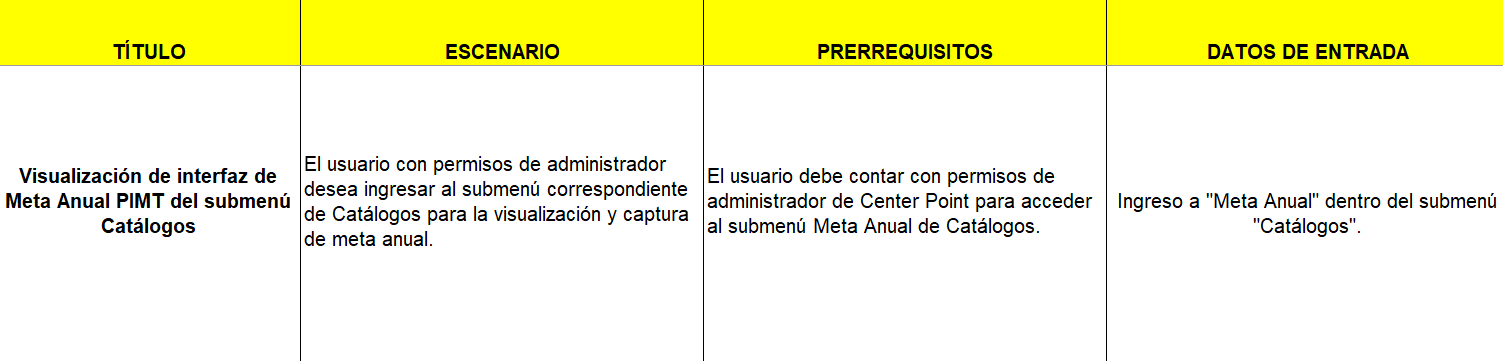 TÍTULO
ESCENARIO
PRERREQUISITOS
DATOS DE ENTRADA
Visualización de interfaz de
Meta Anual PIMT del submenú
Catálogos
El usuario con permisos de administrador
desea ingresar al submenú correspondiente
de Catálogos para la visualización y captura
de meta anual.
El usuario debe contar con permisos de
administrador de Center Point para acceder
al submenú Meta Anual de Catálogos.
Ingreso a "Meta Anual" dentro del submenú
"Catálogos".